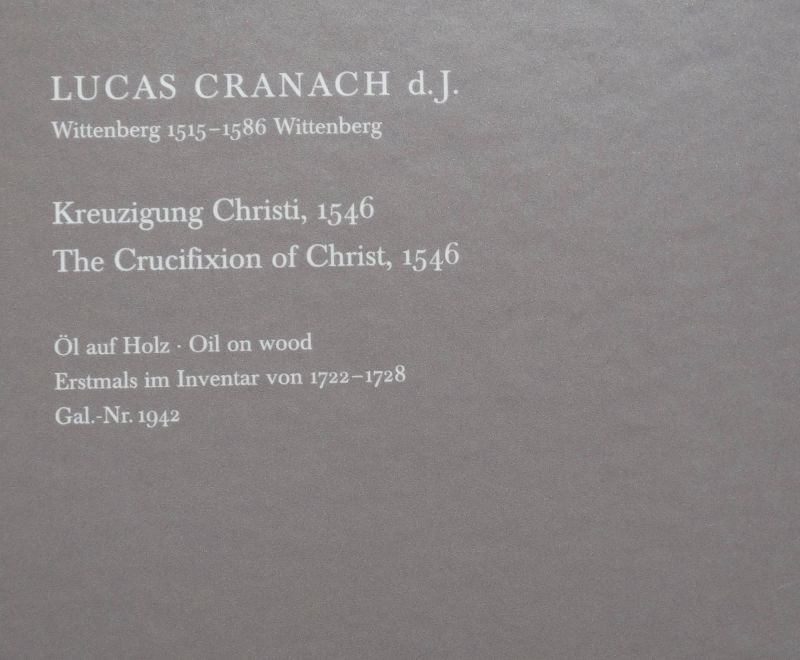 LUCAS CRANACH d.J.
Wittenberg 1515–1586 Wittenberg
Kreuzigung Christi, 1546
The Crucifixion of Christ, 1546
Öl auf Holz · Oil on wood
Erstmals im Inventar von 1722–1728
Gal.-Nr. 1942